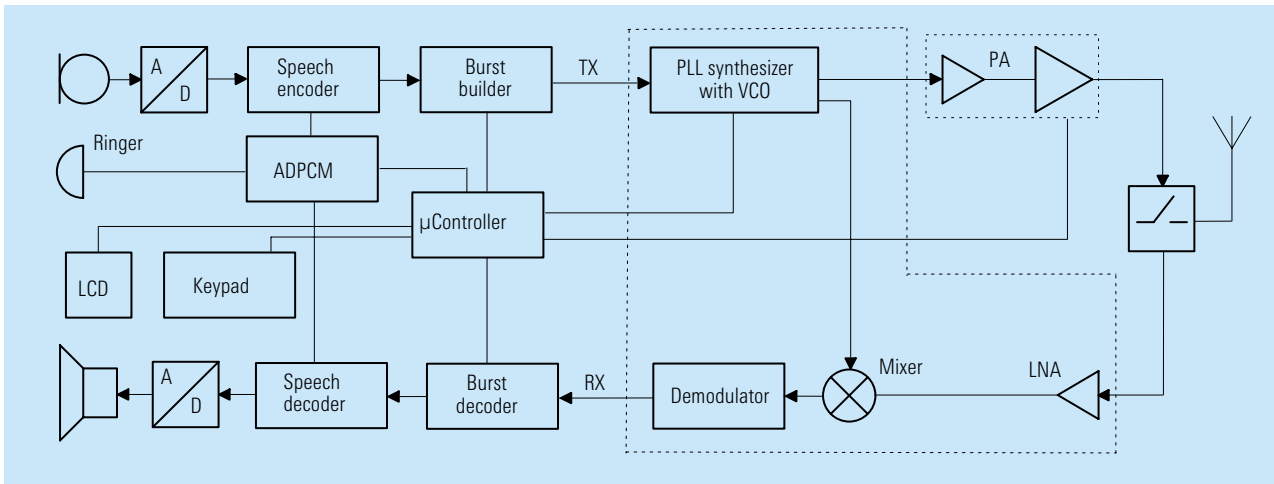 A
D
Speech
encoder
Burst
builder
TX
PLL synthesizer
with VCO
PA
Ringer
ADPCM
µController
LCD
Keypad
A
D
Speech
decoder
Burst
decoder
RX
Demodulator
Mixer
LNA